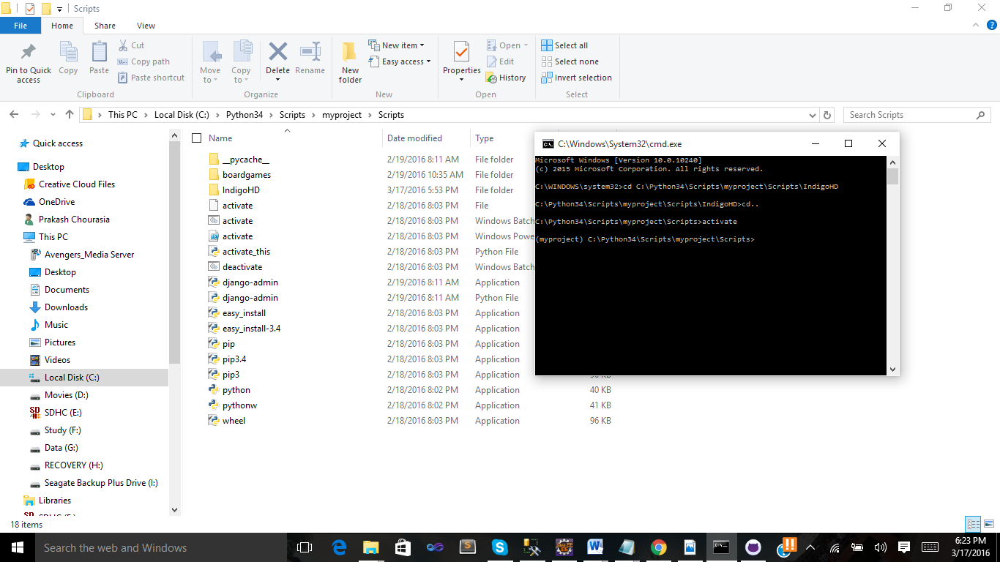 Scripts
File Home Share View
Pin to Quick access
Copy
Paste
Cut
Copy path
Paste shortcut
Clipboard
Move to
Copy to
Delete
Rename
Organize
New folder
New item
Easy access
New
Properties
Open
Edit
History
Open
Select all
Select none
Invert selection
Select
This PC Local Disk (C:) Python34 Scripts myproject Scripts
Search Scripts
Quick access
Desktop
Creative Cloud Files
OneDrive
Prakash Chourasia
This PC
Avengers_Media Server
Desktop
Documents
Downloads
Music
Pictures
Videos
Local Disk (C:)
Movies (D:)
SDHC (E:)
Study (F:)
Data (G:)
RECOVERY (H:)
Seagate Backup Plus Drive (I:)
Libraries
Name Date modified Type
__pycache__ 2/19/2016 8:11 AM File folder
boardgames 2/19/2016 10:35 AM File folder
IndigoHD 3/17/2016 5:53 PM File folder
activate 2/18/2016 8:03 PM File
activate 2/18/2016 8:03 PM Windows Batch
activate 2/18/2016 8:03 PM Windows Pow
activate_this 2/18/2016 8:03 PM Python File
deactivate 2/18/2016 8:03 PM Windows Batch
django-admin 2/19/2016 8:11 AM Application
django-admin 2/19/2016 8:11 AM Python File
easy_install 2/18/2016 8:03 PM Application
easy_install-3.4 2/18/2016 8:03 PM Application
pip 2/18/2016 8:03 PM Application
pip3.4 2/18/2016 8:03 PM Application
pip3 2/18/2016 8:03 PM Application
python 2/18/2016 8:02 PM Application 40 KB
pythonw 2/18/2016 8:02 PM Application 41 KB
wheel 2/18/2016 8:03 PM Application 96 KB
C:\Windows\System32\cmd.exe
Microsoft Windows [Version 10.0.10240]
(c) 2015 Microsoft Corporation. All rights reserved.
C:\WINDOWS\system32>cd C:\Python34\Scripts\myproject\Scripts\IndigoHD
C:\Python34\Scripts\myproject\Scripts\IndigoHD>cd..
C:\Python34\Scripts\myproject\Scripts>activate
(myproject) C:\Python34\Scripts\myproject\Scripts>
18 items
Search the web and Windows
6:23 PM
3/17/2016